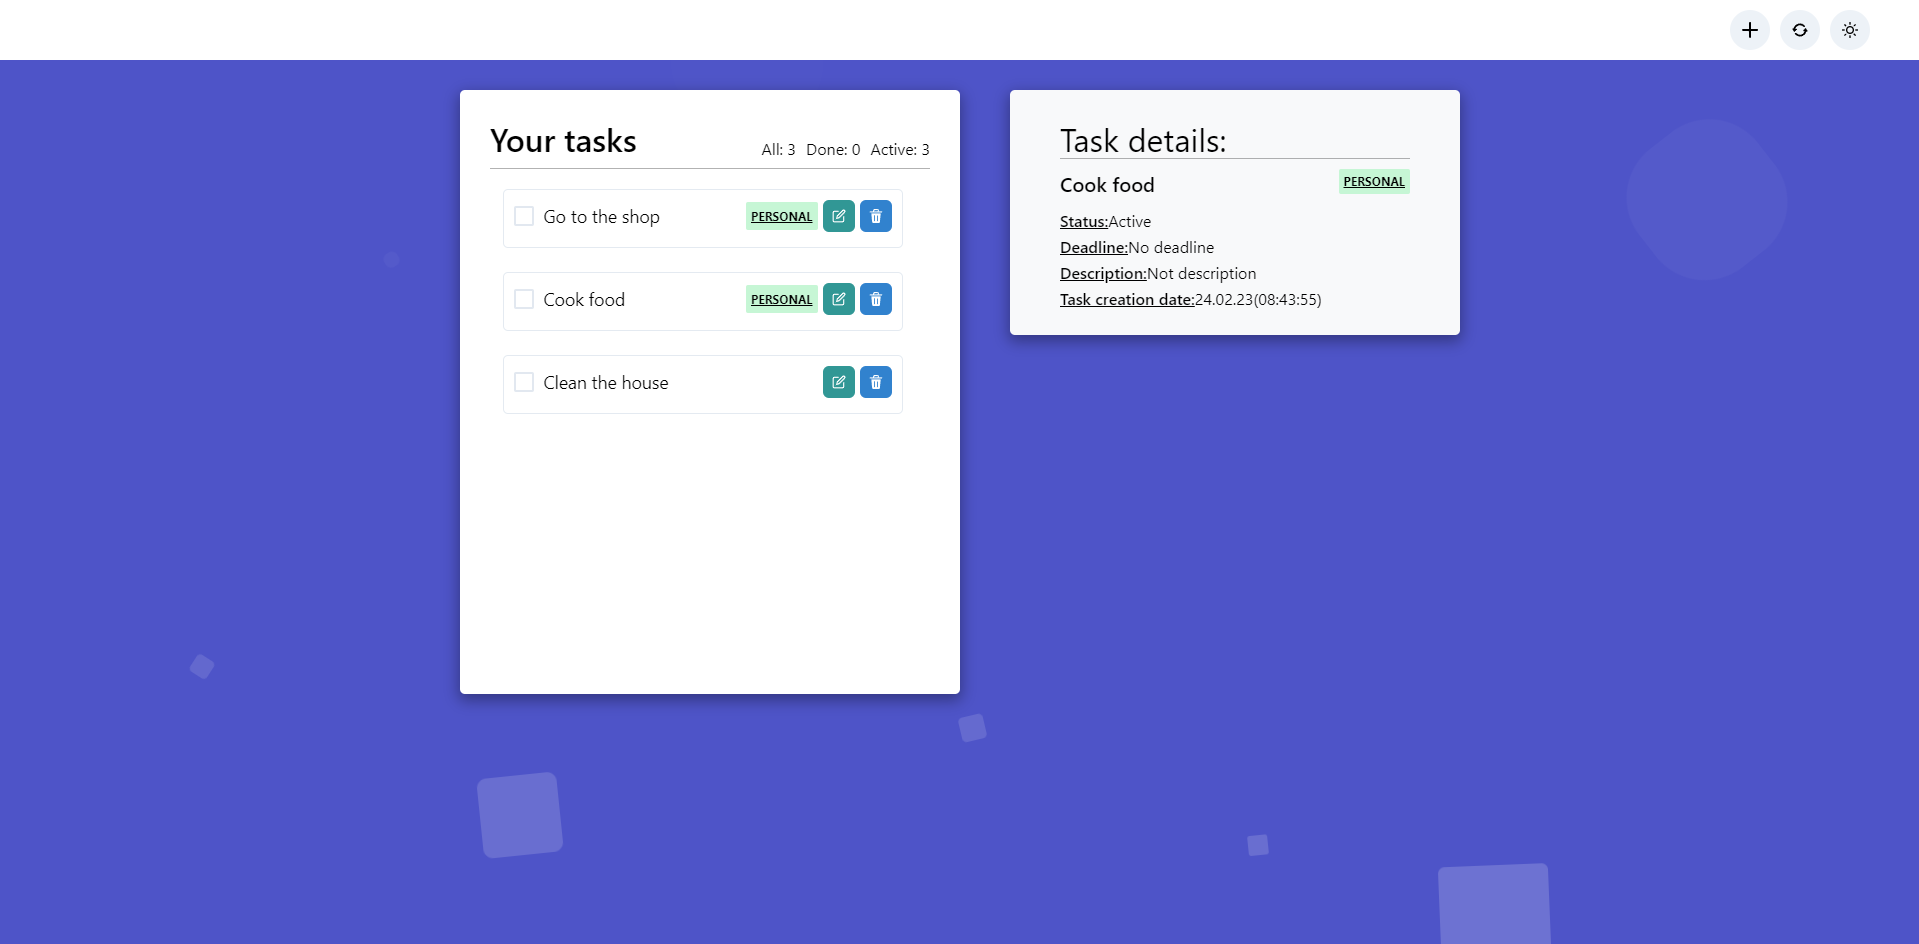 Your tasks
All: 3 Done: 0 Active: 3
Go to the shop PERSONAL
Cook food PERSONAL
Clean the house
Task details:
Cook food PERSONAL
Status:Active
Deadline:No deadline
Description:Not description
Task creation date:24.02.23(08:43:55)